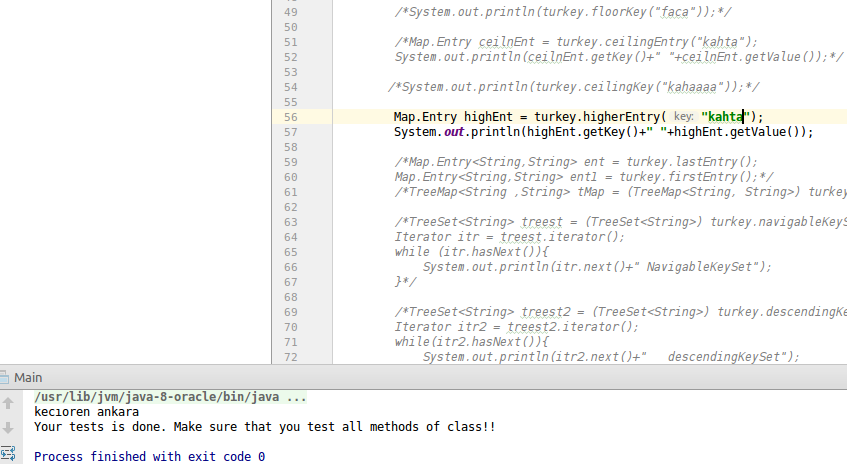 49 /*System.out.println(turkey.floorKey("faca"));*/
50
51 /*Map.Entry ceilnEnt = turkey.ceilingEntry("kahta");
52 System.out.println(ceilnEnt.getKey()+" "+ceilnEnt.getValue());*/
53
54 /*System.out.println(turkey.ceilingKey("kahaaaa"));*/
55
56 Map.Entry highEnt = turkey.higherEntry( key: "kahta");
57 System.out.println(highEnt.getKey()+" "+highEnt.getValue());
58
59 /*Map.Entry<String,String> ent = turkey.lastEntry();
60 Map.Entry<String,String> ent1 = turkey.firstEntry();*/
61 /*TreeMap<String ,String> tMap = (TreeMap<String, String>) turkey
62
63 /*TreeSet<String> treest = (TreeSet<String>) turkey.navigableKeyS
64 Iterator itr = treest.iterator();
65 while (itr.hasNext()){
66 System.out.println(itr.next()+" NavigableKeySet");
67 }*/
68
69 /*TreeSet<String> treest2 = (TreeSet<String>) turkey.descendingKe
70 Iterator itr2 = treest2.iterator();
71 while(itr2.hasNext()){
72 System.out.println(itr2.next()+" descendingKeySet");
Main
/usr/lib/jvm/java-8-oracle/bin/java ...
kecioren ankara
Your tests is done. Make sure that you test all methods of class!!
Process finished with exit code 0